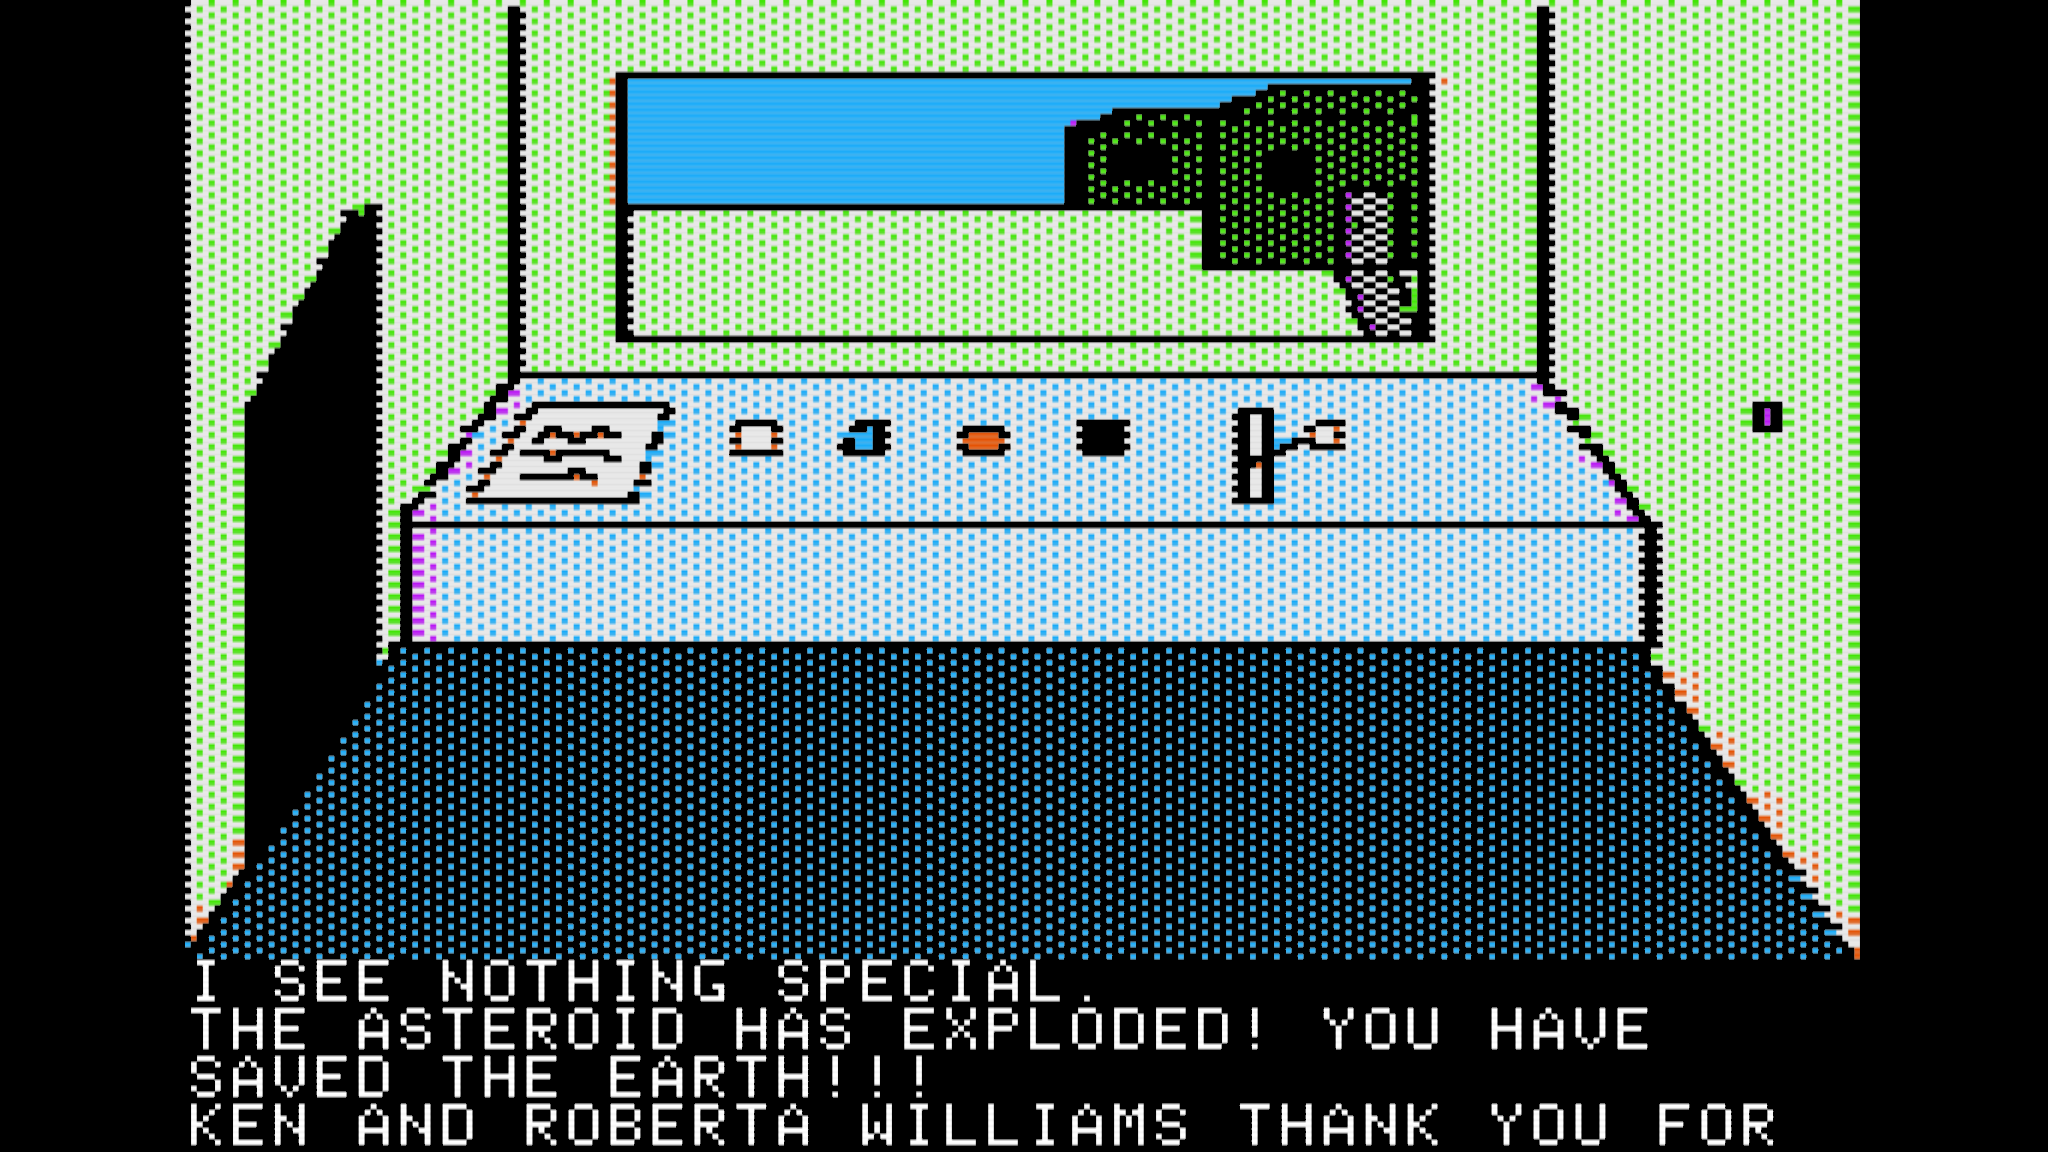 I SEE NOTHING SPECIAL.
THE ASTEROID HAS EXPLODED! YOU HAVE
SAVED THE EARTH!!!
KEN AND ROBERTA WILLIAMS THANK YOU FOR